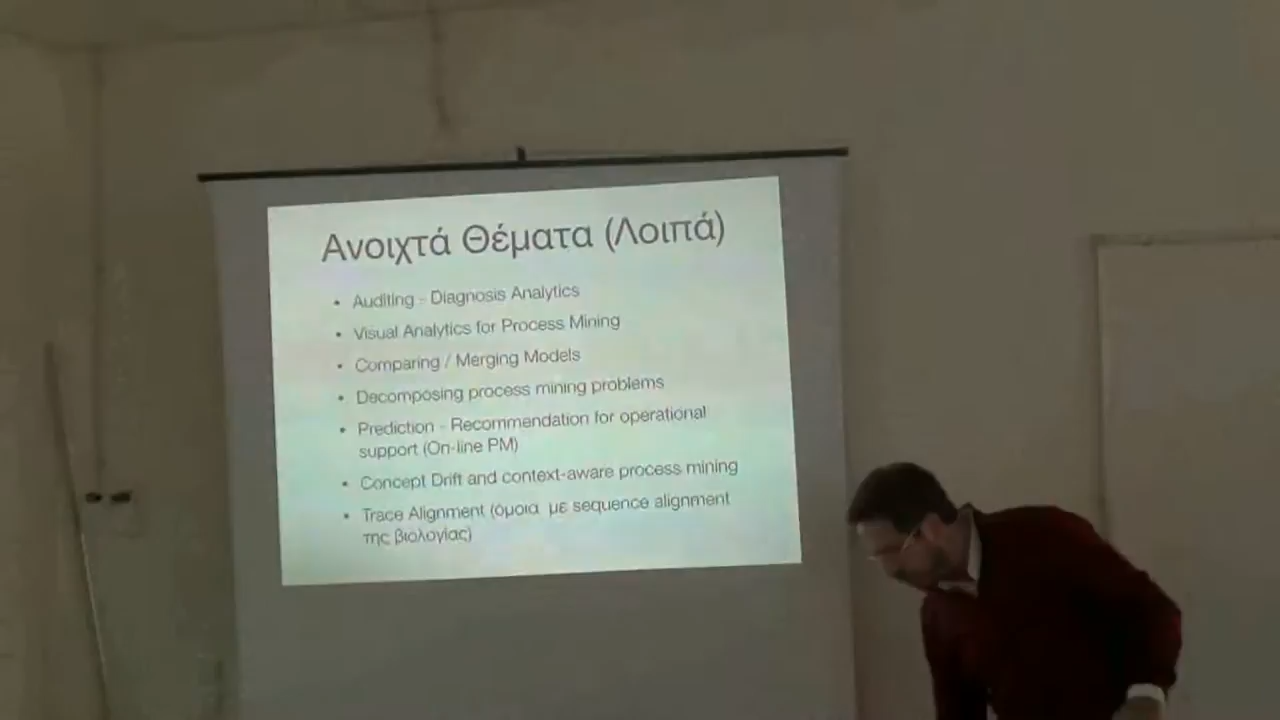 Ανοιχτά Θέματα (Λοιπά)
• Auditing - Diagnosis Analytics
• Visual Analytics for Process Mining
• Comparing / Merging Models
• Decomposing process mining problems
• Prediction - Recommendation for operational
support (On-line PM)
• Concept Drift and context-aware process mining
• Trace Alignment (όμοια με sequence alignment
της βιολογίας)